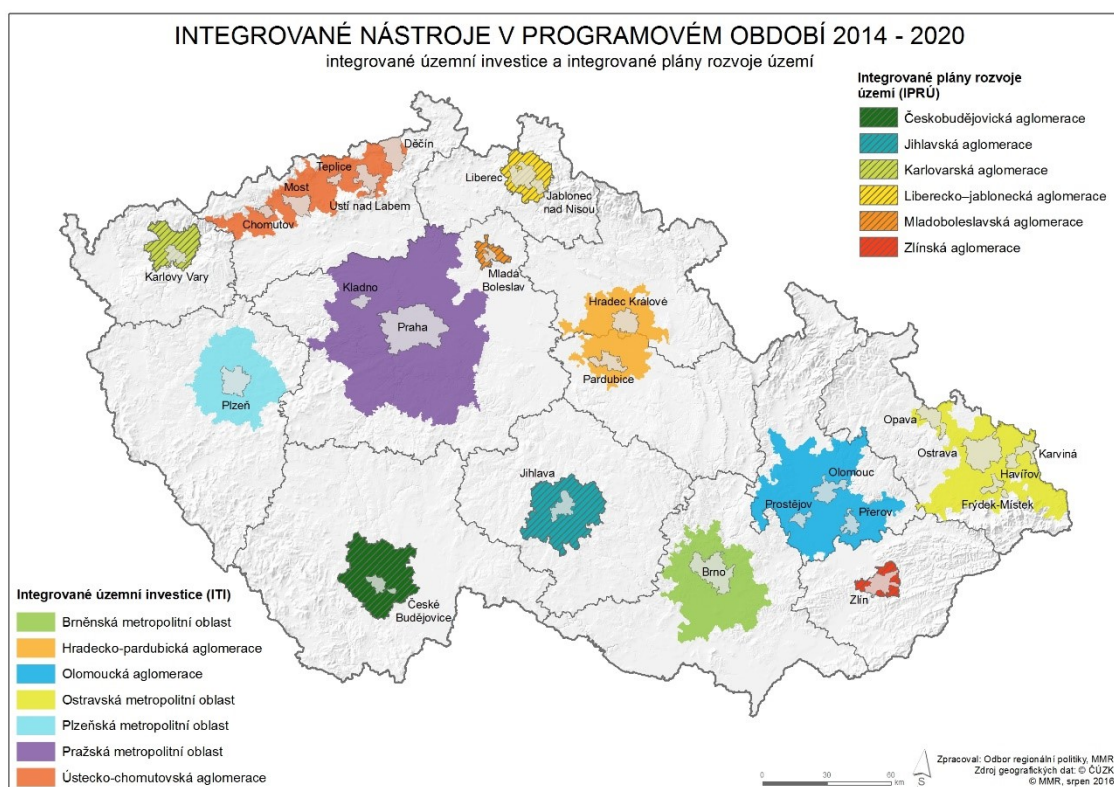 INTEGROVANÉ NÁSTROJE V PROGRAMOVÉM OBDOBÍ 2014 - 2020
integrované územní investice a integrované plány rozvoje území
Integrované plány rozvoje
území (IPRÚ)
Českobudějovická aglomerace
Jihlavská aglomerace
Karlovarská aglomerace
Liberecko–jablonecká aglomerace
Mladoboleslavská aglomerace
Zlínská aglomerace
Děčín
Teplice
Most
Ústí nad Labem
Chomutov
Liberec
Jablonec
nad Nisou
Karlovy Vary
Mladá
Boleslav
Kladno
Praha
Hradec Králové
Pardubice
Plzeň
Opava
Ostrava
Karviná
Havířov
Frýdek-Místek
Olomouc
Prostějov
Přerov
Jihlava
Brno
Zlín
České
Budějovice
Integrované územní investice (ITI)
Brněnská metropolitní oblast
Hradecko-pardubická aglomerace
Olomoucká aglomerace
Ostravská metropolitní oblast
Plzeňská metropolitní oblast
Pražská metropolitní oblast
Ústecko-chomutovská aglomerace
0 30 60
km
S
Zpracoval: Odbor regionální politiky, MMR
Zdroj geografických dat: © ČÚZK
© MMR, srpen 2016